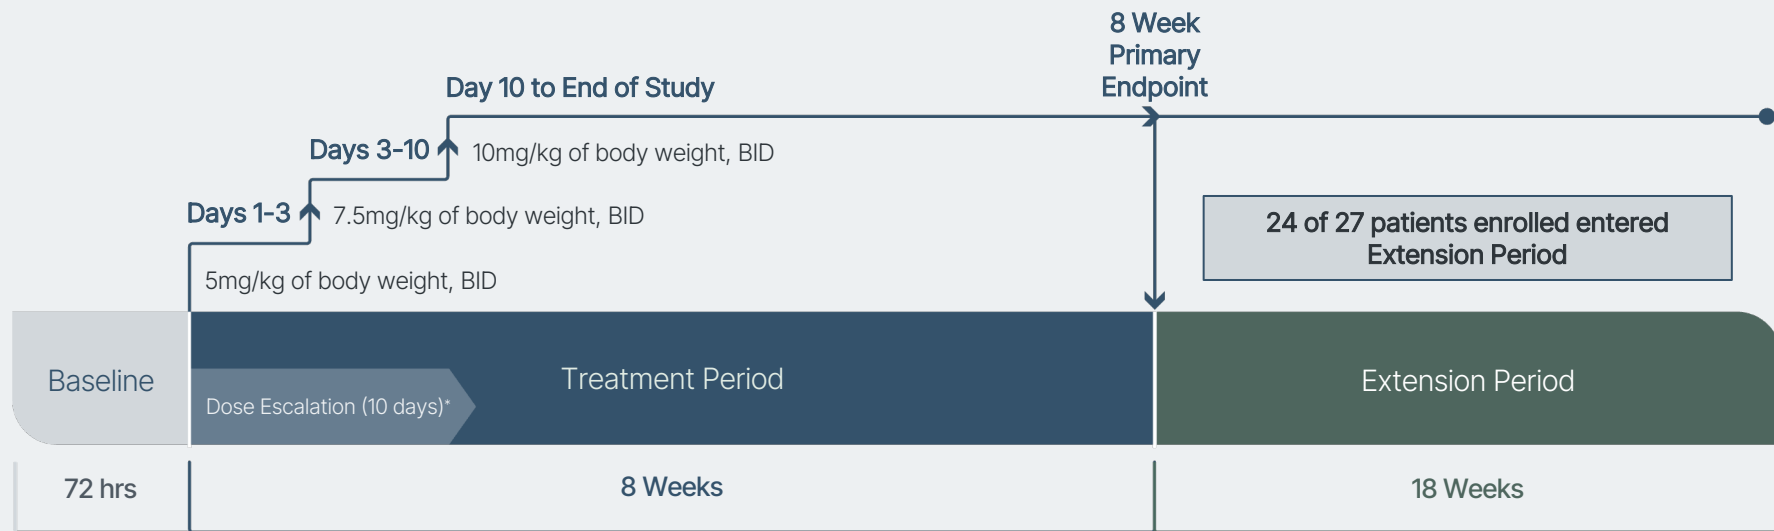 8 Week
Primary
Endpoint
Day 10 to End of Study
Days 3-10
10mg/kg of body weight, BID
Days 1-3
7.5mg/kg of body weight, BID
24 of 27 patients enrolled entered
Extension Period
5mg/kg of body weight, BID
Baseline
Treatment Period
Extension Period
Dose Escalation (10 days)*
72 hrs
8 Weeks
18 Weeks